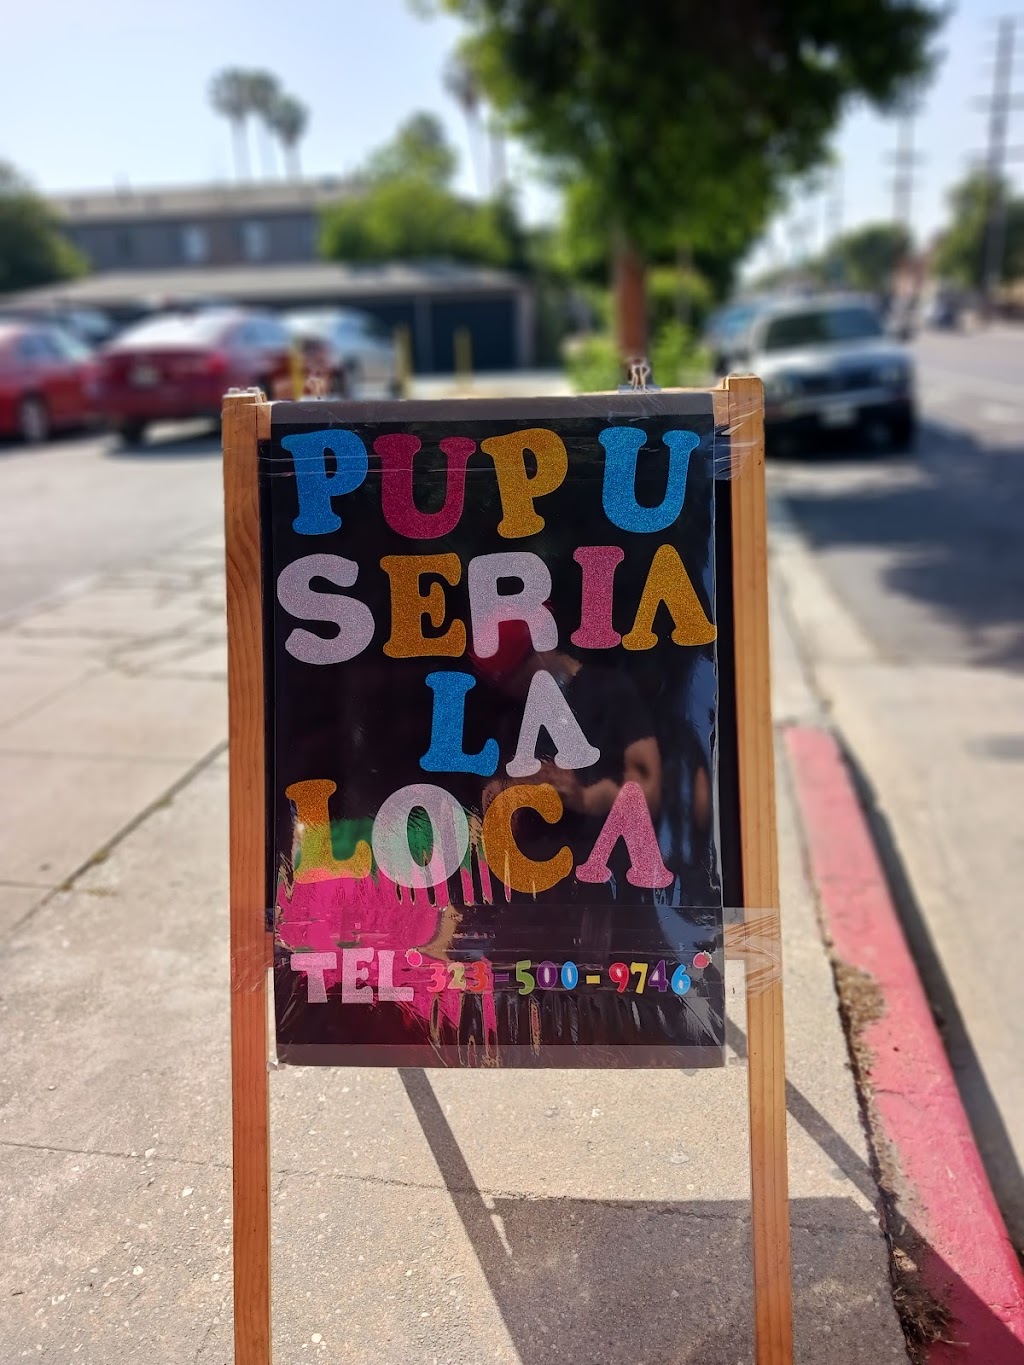 PUPU
SERIA
LA
LOCA
TEL 323-500-9746